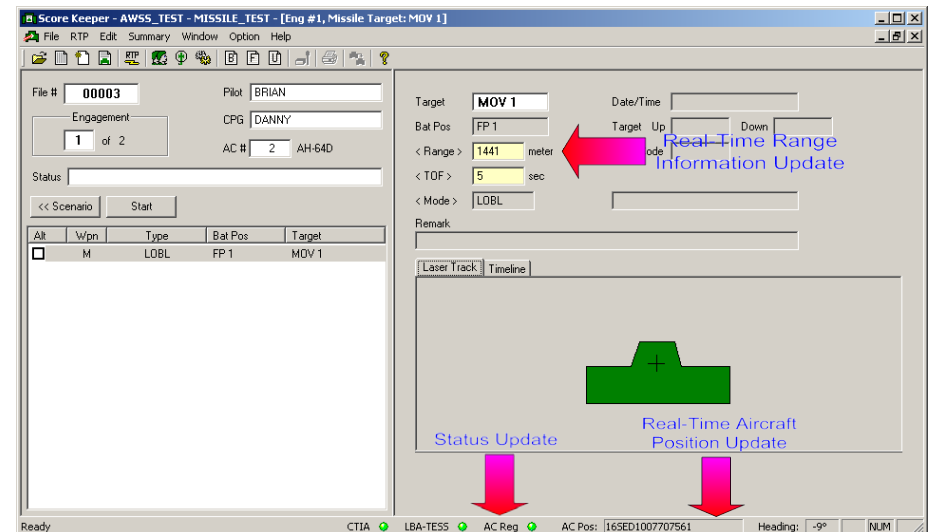 Score Keeper - AWSS_TEST - MISSILE_TEST - [Eng #1, Missile Target: MOV 1]
File RTP Edit Summary Window Option Help
RTP B F U ?
File # 00003
Pilot BRIAN
Engagement
1 of 2
CPG DANNY
AC # 2 AH-64D
Status
<< Scenario Start
Alt Wpn Type Bat Pos Target
M LOBL FP 1 MOV 1
Target MOV 1 Date/Time
Bat Pos FP 1 Target Up Down
< Range > 1441 meter ode
Real-Time Range
Information Update
< TOF > 5 sec
< Mode > LOBL
Remark
Laser Track Timeline
Status Update
Real-Time Aircraft
Position Update
Ready CTIA LBA-TESS AC Reg AC Pos: 16SED1007707561 Heading: -9° NUM